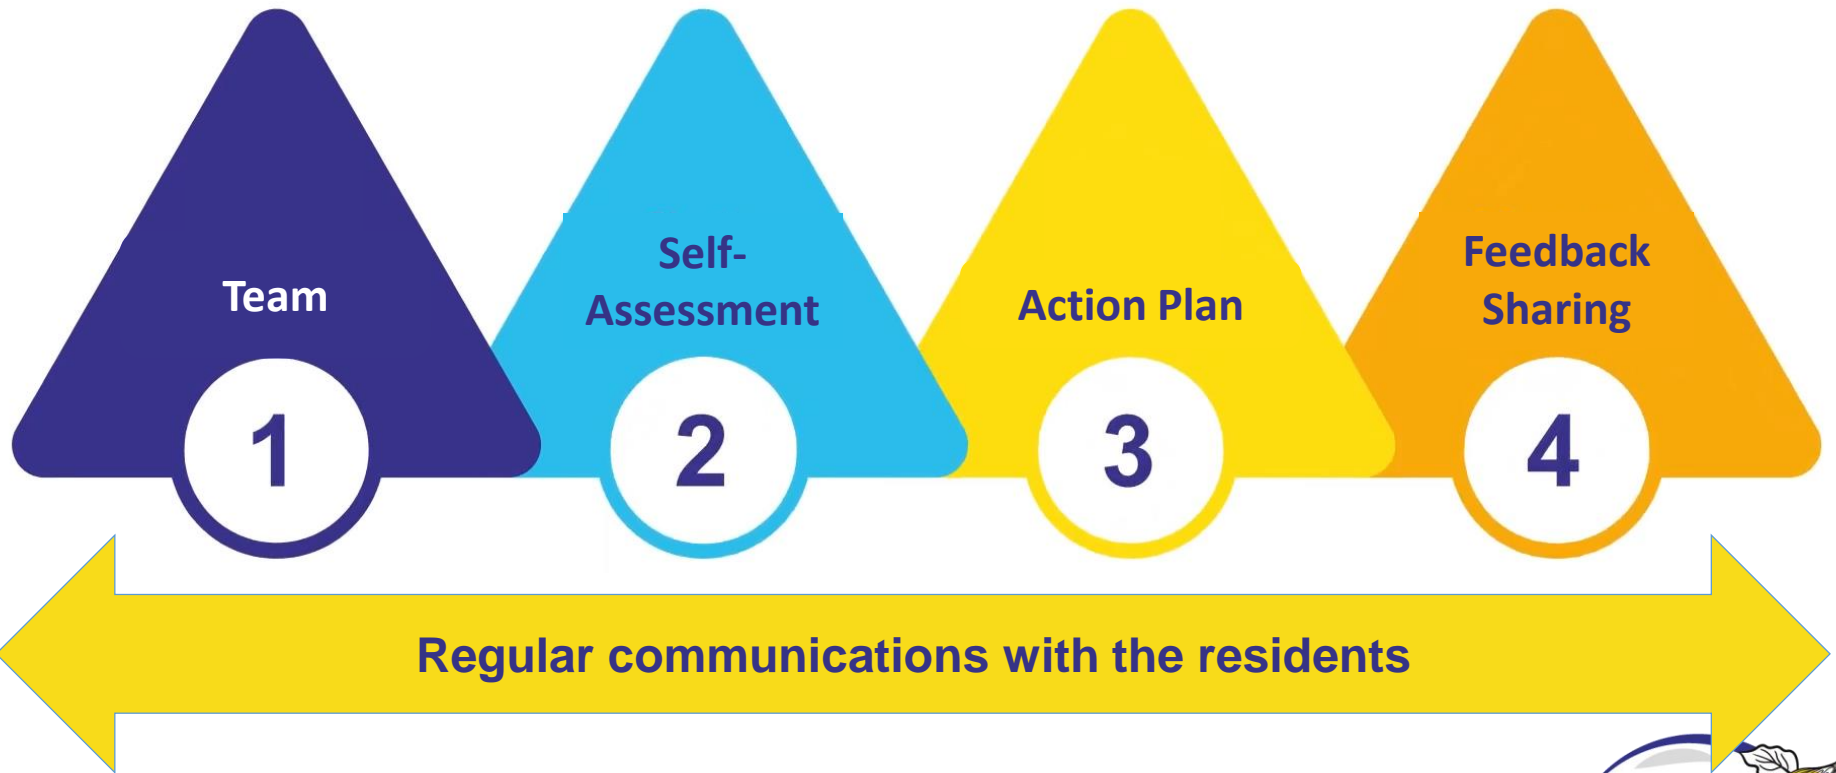 Team
Self-
Assessment
Action Plan
Feedback
Sharing
1
2
3
4
Regular communications with the residents